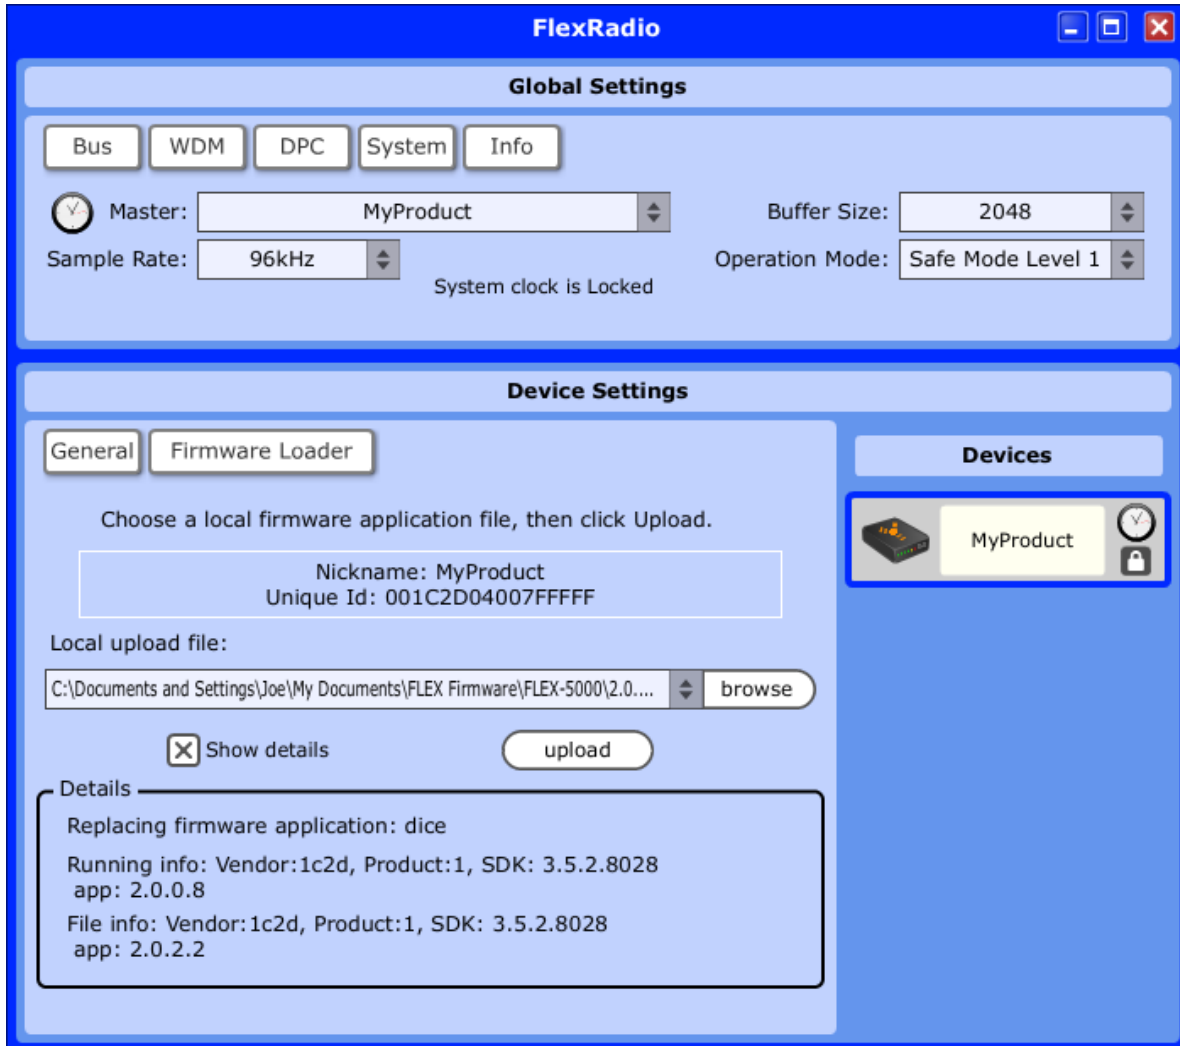 FlexRadio
Global Settings
Bus WDM DPC System Info
Master: MyProduct Buffer Size: 2048
Sample Rate: 96kHz Operation Mode: Safe Mode Level 1
System clock is Locked
Device Settings
General Firmware Loader
Devices
Choose a local firmware application file, then click Upload.
MyProduct
Nickname: MyProduct
Unique Id: 001C2D04007FFFFF
Local upload file:
C:\Documents and Settings\Joe\My Documents\FLEX Firmware\FLEX-5000\2.0.... browse
Show details upload
Details
Replacing firmware application: dice
Running info: Vendor:1c2d, Product:1, SDK: 3.5.2.8028
app: 2.0.0.8
File info: Vendor:1c2d, Product:1, SDK: 3.5.2.8028
app: 2.0.2.2